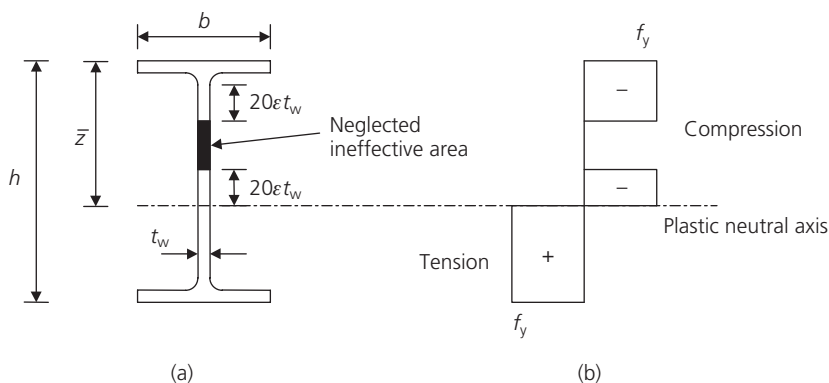 b
f_y
20εt_w
−
z̄
Neglected
ineffective area
Compression
h
20εt_w
−
Plastic neutral axis
t_w
Tension
+
f_y
(a)
(b)